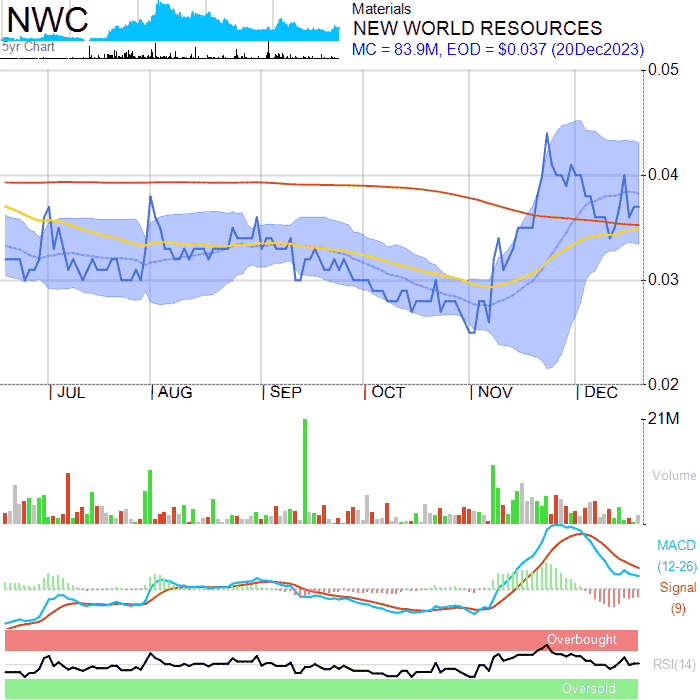 NWC
5yr Chart
Materials
NEW WORLD RESOURCES
MC = 83.9M, EOD = $0.037 (20Dec2023)
0.05
0.04
0.03
0.02
JUL AUG SEP OCT NOV DEC
21M
Volume
MACD
(12-26)
Signal
(9)
Overbought
RSI(14)
Oversold